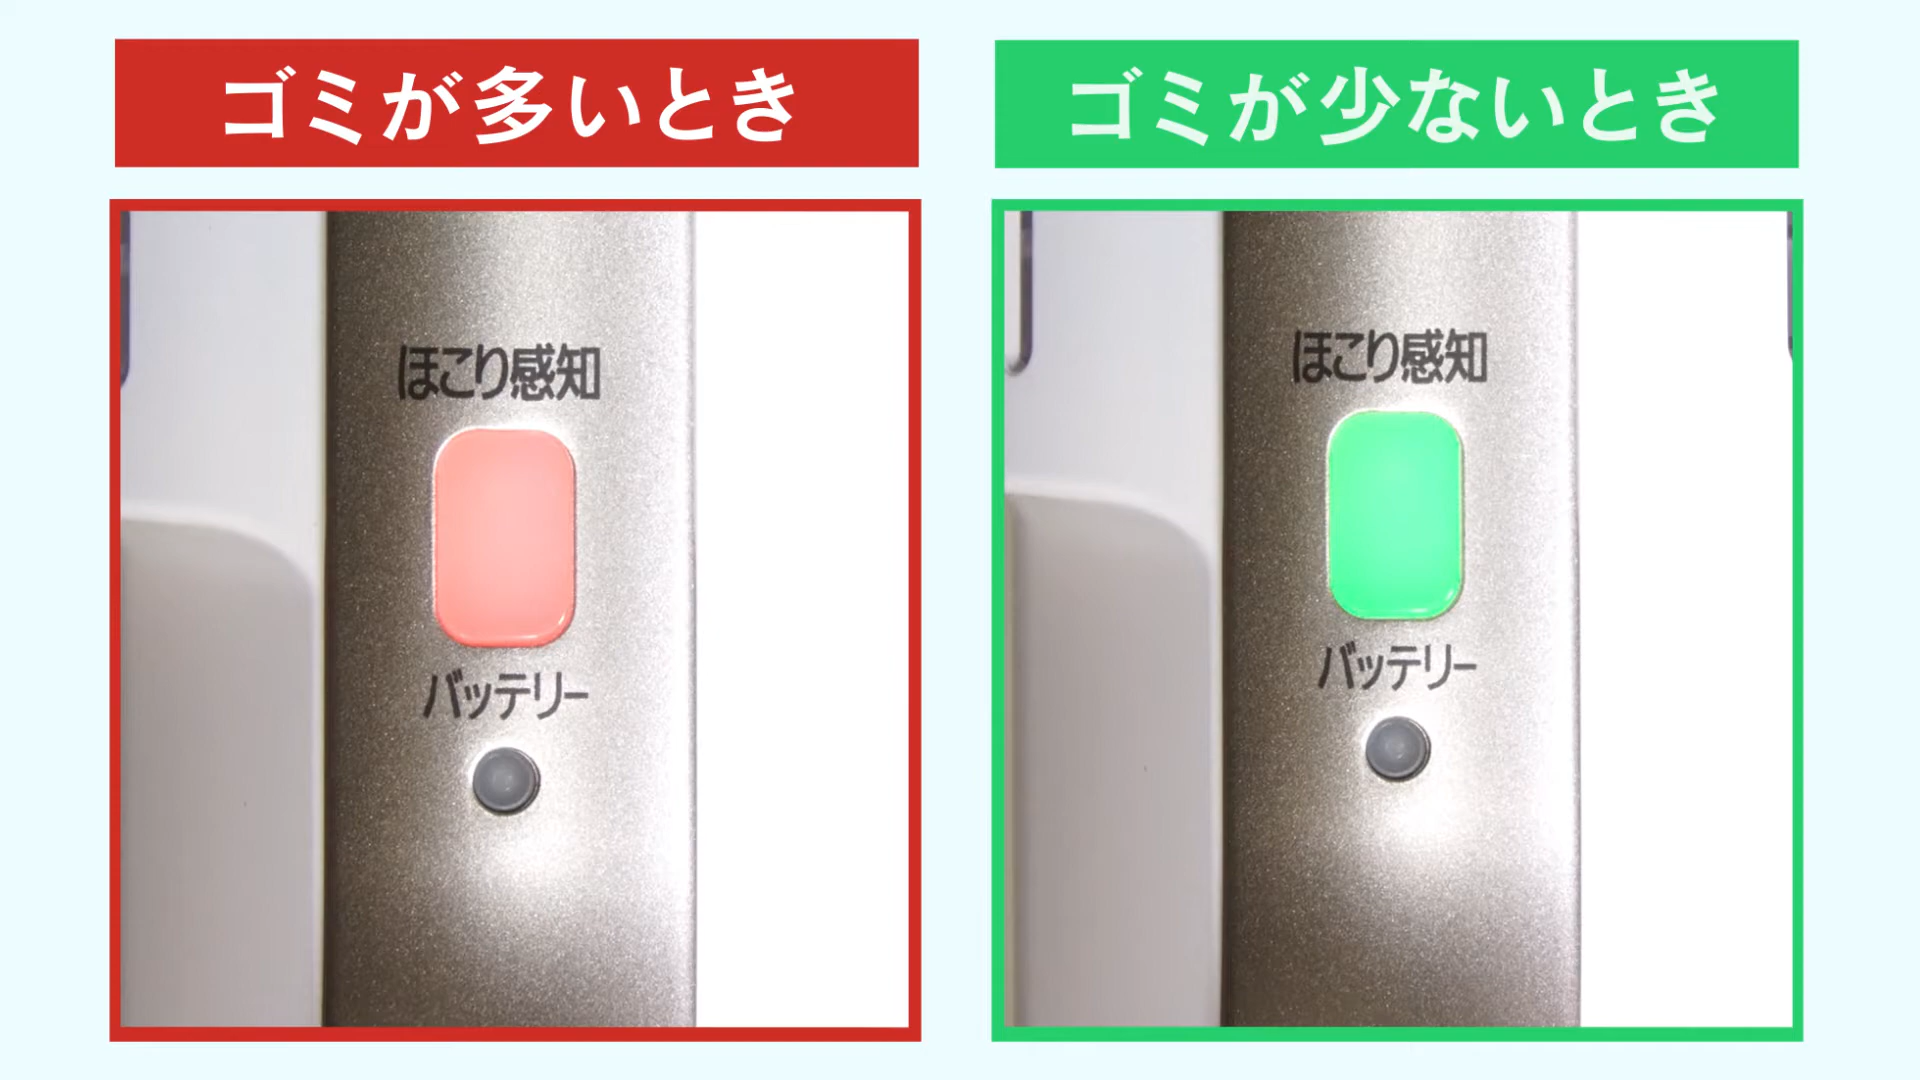 ゴミが多いとき
ゴミが少ないとき
ほこり感知
バッテリー
ほこり感知
バッテリー